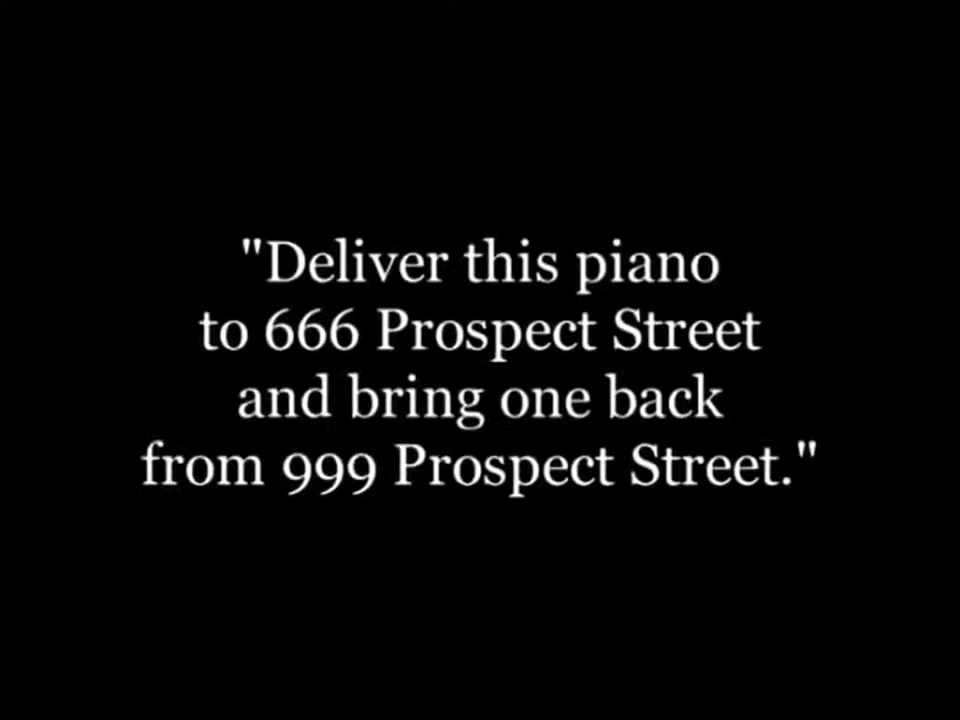 "Deliver this piano
to 666 Prospect Street
and bring one back
from 999 Prospect Street."